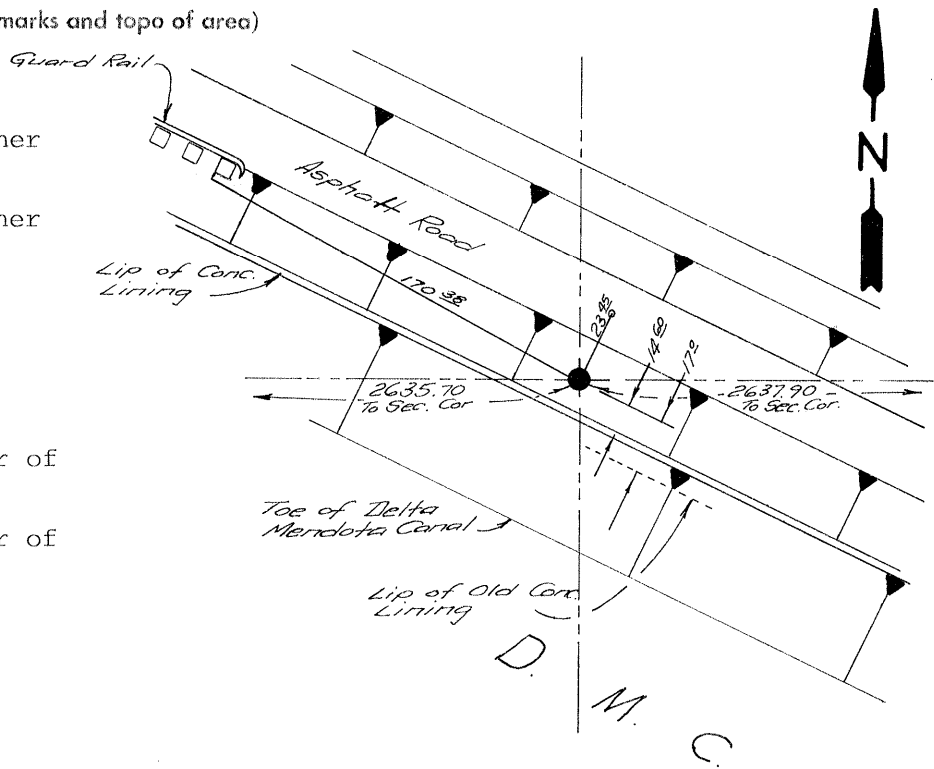 marks and topo of area)
Guard Rail
ner
ner
N
Asphalt Road
Lip of Conc.
Lining
170 38
23 45
14 60
17 0
2635.70
To Sec. Cor
2637.90
To Sec. Cor.
r of
r of
Toe of Delta
Mendota Canal
Lip of Old Conc.
Lining
D. M. C.